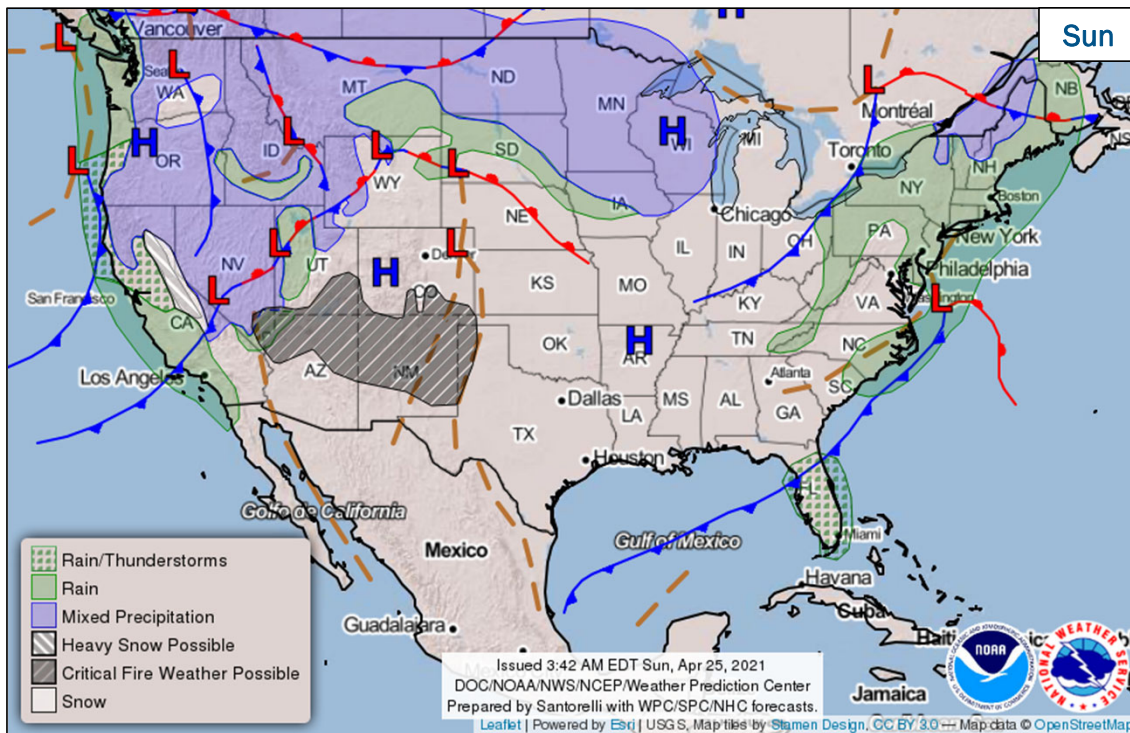 Sun
Vancouver
WA
MT
ND
MN
Montréal
NB
OR
ID
WI
MI
Toronto
NH
SD
WY
NY
Boston
IA
NE
Chicago
PA
New York
OH
IL
IN
NV
UT
CO
KS
MO
Philadelphia
San Francisco
KY
VA
CA
OK
TN
NC
AR
Los Angeles
AZ
NM
Atlanta
SC
Dallas
MS
AL
GA
LA
TX
Houston
FL
Golfo de California
Mexico
Gulf of Mexico
Miami
Havana
Cuba
Guadalajara
Jamaica
Rain/Thunderstorms
Rain
Mixed Precipitation
Heavy Snow Possible
Critical Fire Weather Possible
Snow
Issued 3:42 AM EDT Sun, Apr 25, 2021
DOC/NOAA/NWS/NCEP/Weather Prediction Center
Prepared by Santorelli with WPC/SPC/NHC forecasts.
Leaflet | Powered by Esri | USGS, Map tiles by Stamen Design, CC BY 3.0 — Map data © OpenStreetMap
NOAA
NATIONAL WEATHER SERVICE